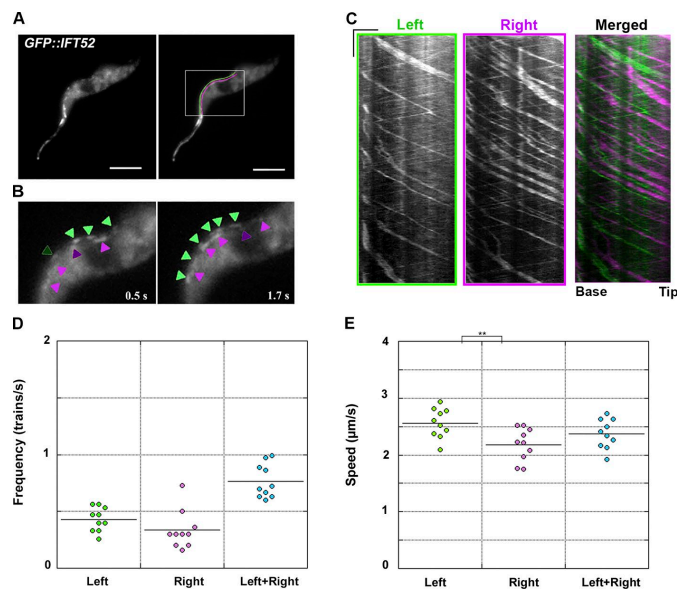 A
GFP::IFT52
B
0.5 s
1.7 s
C
Left
Right
Merged
Base
Tip
D
Frequency (trains/s)
2
1
0
Left
Right
Left+Right
E
Speed (µm/s)
**
4
3
2
1
0
Left
Right
Left+Right